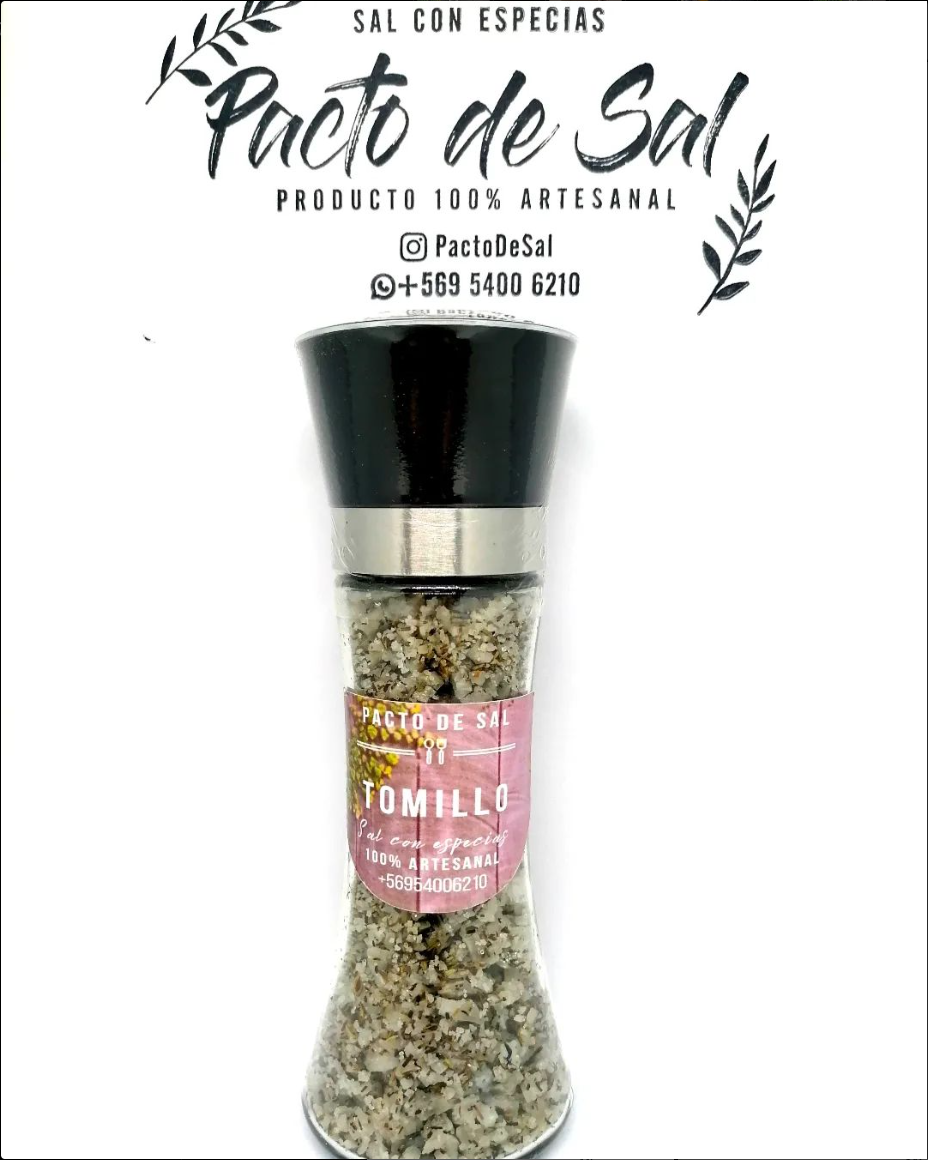 SAL CON ESPECIAS
Pacto de Sal
PRODUCTO 100% ARTESANAL
PactoDeSal
+569 5400 6210
PACTO DE SAL
TOMILLO
Sal con especias
100% ARTESANAL
+56954006210